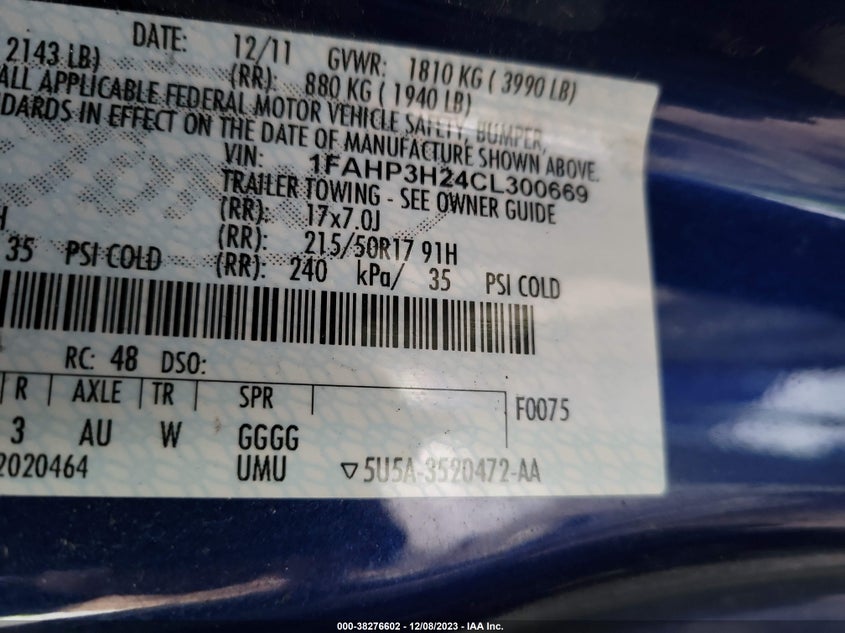 DATE: 12/11 GVWR: 1810 KG ( 3990 LB)
2143 LB) (RR): 880 KG ( 1940 LB)
ALL APPLICABLE FEDERAL MOTOR VEHICLE SAFETY, BUMPER,
IN EFFECT ON THE DATE OF MANUFACTURE SHOWN ABOVE.
VIN: 1FAHP3H24CL300669
TRAILER TOWING - SEE OWNER GUIDE
(RR): 17x7.0J
(RR): 215/50R17 91H
35 PSI COLD (RR): 240 kPa/ 35 PSI COLD
RC: 48 DSO:
R AXLE TR SPR F0075
3 AU W GGGG
2020464 UMU ▽5U5A-3520472-AA
000-38276602 - 12/08/2023 - IAA Inc.